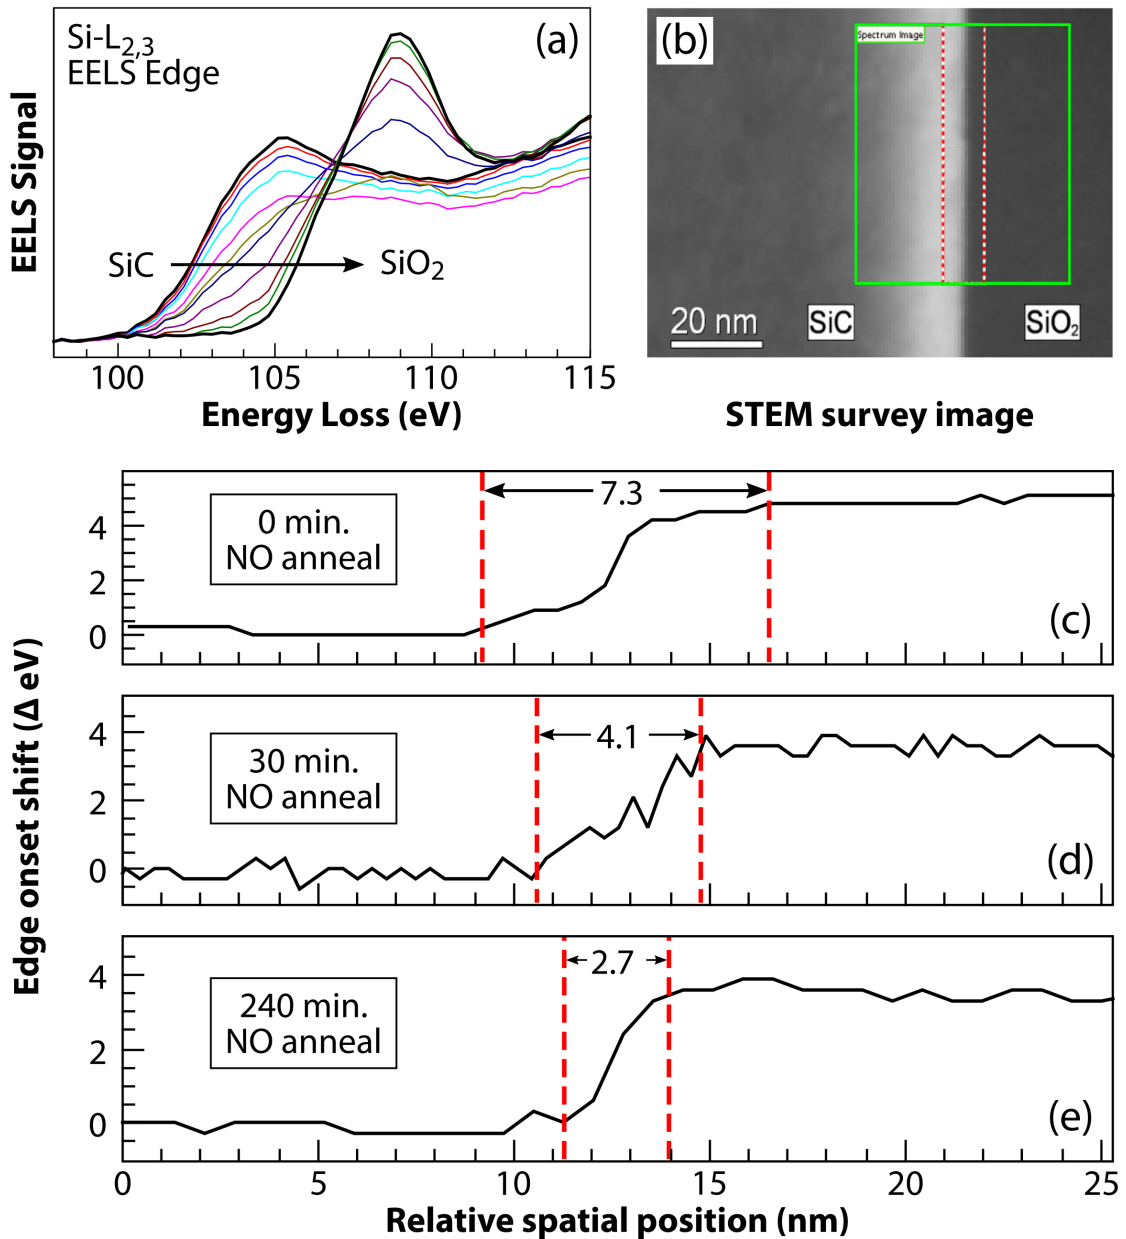 Si-L2,3
EELS Edge
(a)
EELS Signal
SiC
SiO2
100 105 110 115
Energy Loss (eV)
(b)
Spectrum Image
20 nm
SiC
SiO2
STEM survey image
Edge onset shift (Δ eV)
7.3
0 min.
NO anneal
4
2
0
(c)
4.1
30 min.
NO anneal
4
2
0
(d)
2.7
240 min.
NO anneal
4
2
0
(e)
0 5 10 15 20 25
Relative spatial position (nm)